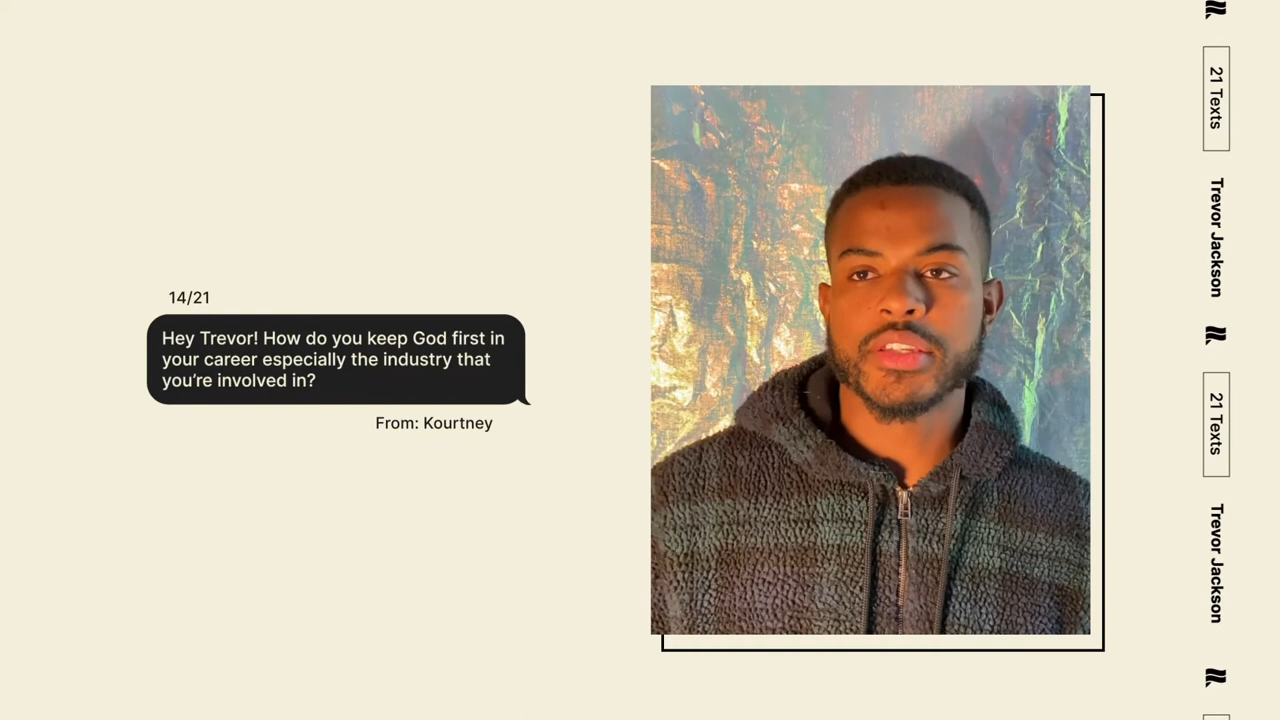 14/21
Hey Trevor! How do you keep God first in
your career especially the industry that
you're involved in?
From: Kourtney
21 Texts
Trevor Jackson
21 Texts
Trevor Jackson